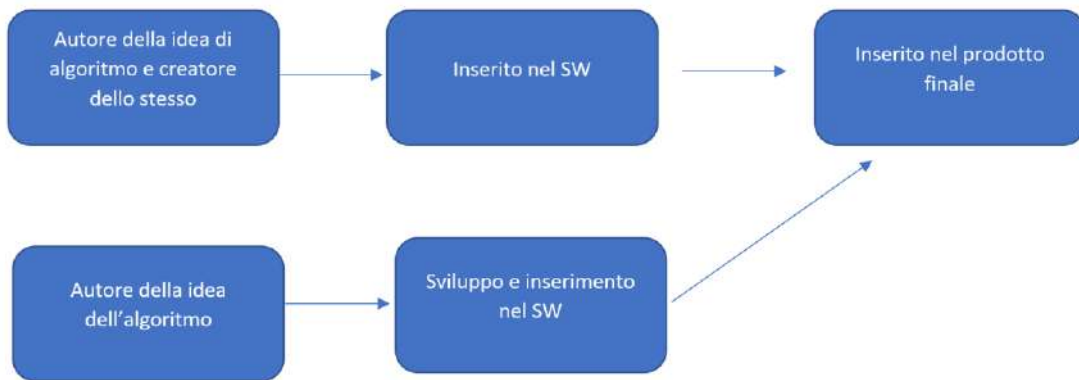 Autore della idea di
algoritmo e creatore
dello stesso
Inserito nel SW
Inserito nel prodotto
finale
Autore della idea
dell'algoritmo
Sviluppo e inserimento
nel SW